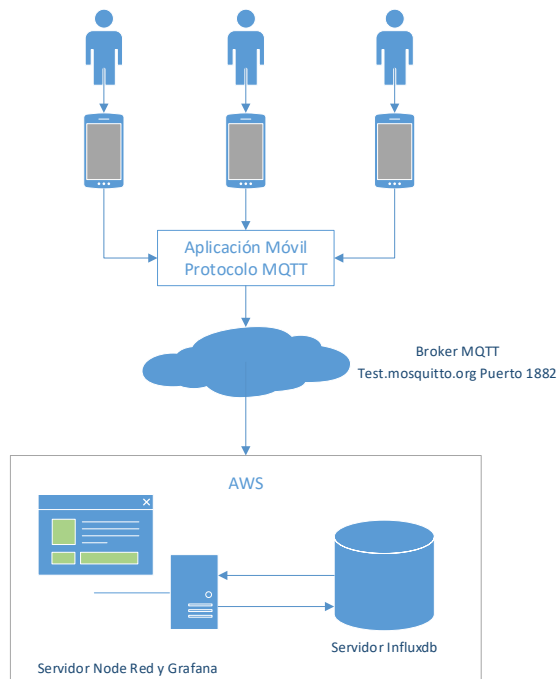 Aplicación Móvil
Protocolo MQTT
Broker MQTT
Test.mosquitto.org Puerto 1882
AWS
Servidor Influxdb
Servidor Node Red y Grafana